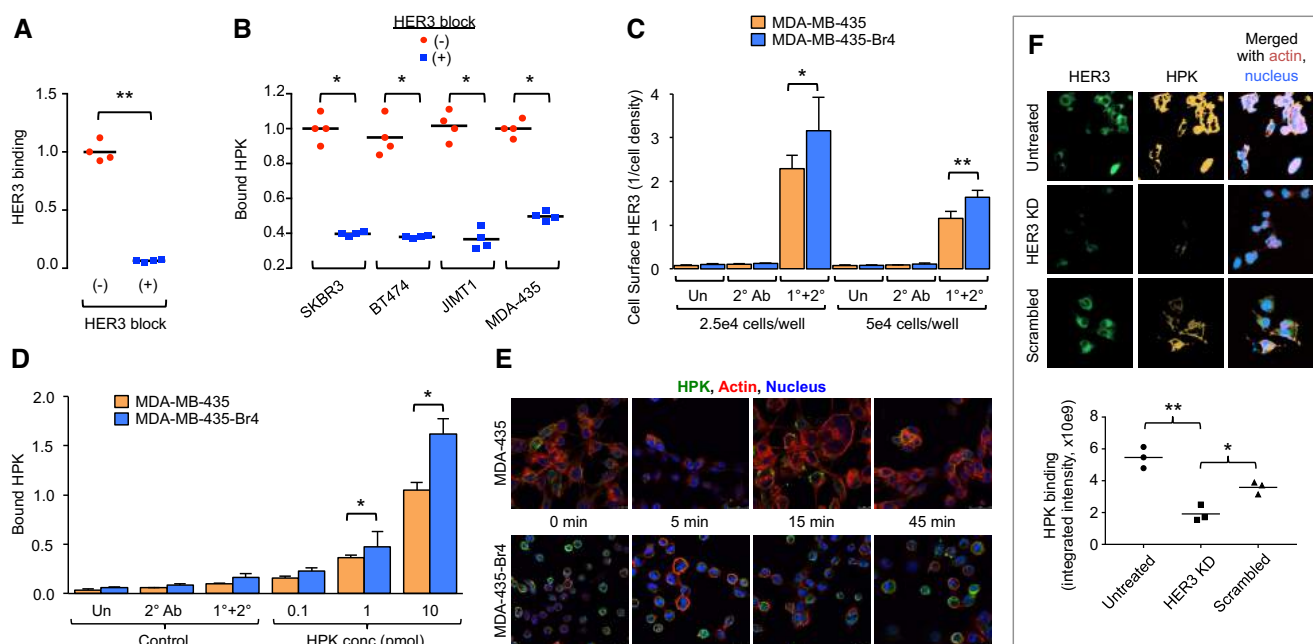 A
HER3 binding
1.5
1.0
0.5
0.0
**
(-)
(+)
HER3 block
B
HER3 block
(-)
(+)
Bound HPK
1.2
1.0
0.8
0.6
0.4
0.2
*
*
*
*
SKBR3
BT474
JIMT1
MDA-435
C
MDA-MB-435
MDA-MB-435-Br4
Cell Surface HER3 (1/cell density)
4
3
2
1
0
*
**
Un
2° Ab
1°+2°
Un
2° Ab
1°+2°
2.5e4 cells/well
5e4 cells/well
D
MDA-MB-435
MDA-MB-435-Br4
Bound HPK
2.0
1.5
1.0
0.5
0.0
*
*
Un
2° Ab
1°+2°
0.1
1
10
Control
HPK conc (pmol)
E
HPK, Actin, Nucleus
MDA-435
0 min
5 min
15 min
45 min
MDA-435-Br4
F
HER3
HPK
Merged
with actin,
nucleus
Untreated
HER3 KD
Scrambled
HPK binding
(integrated intensity, x10e9)
8
6
4
2
0
**
*
Untreated
HER3 KD
Scrambled